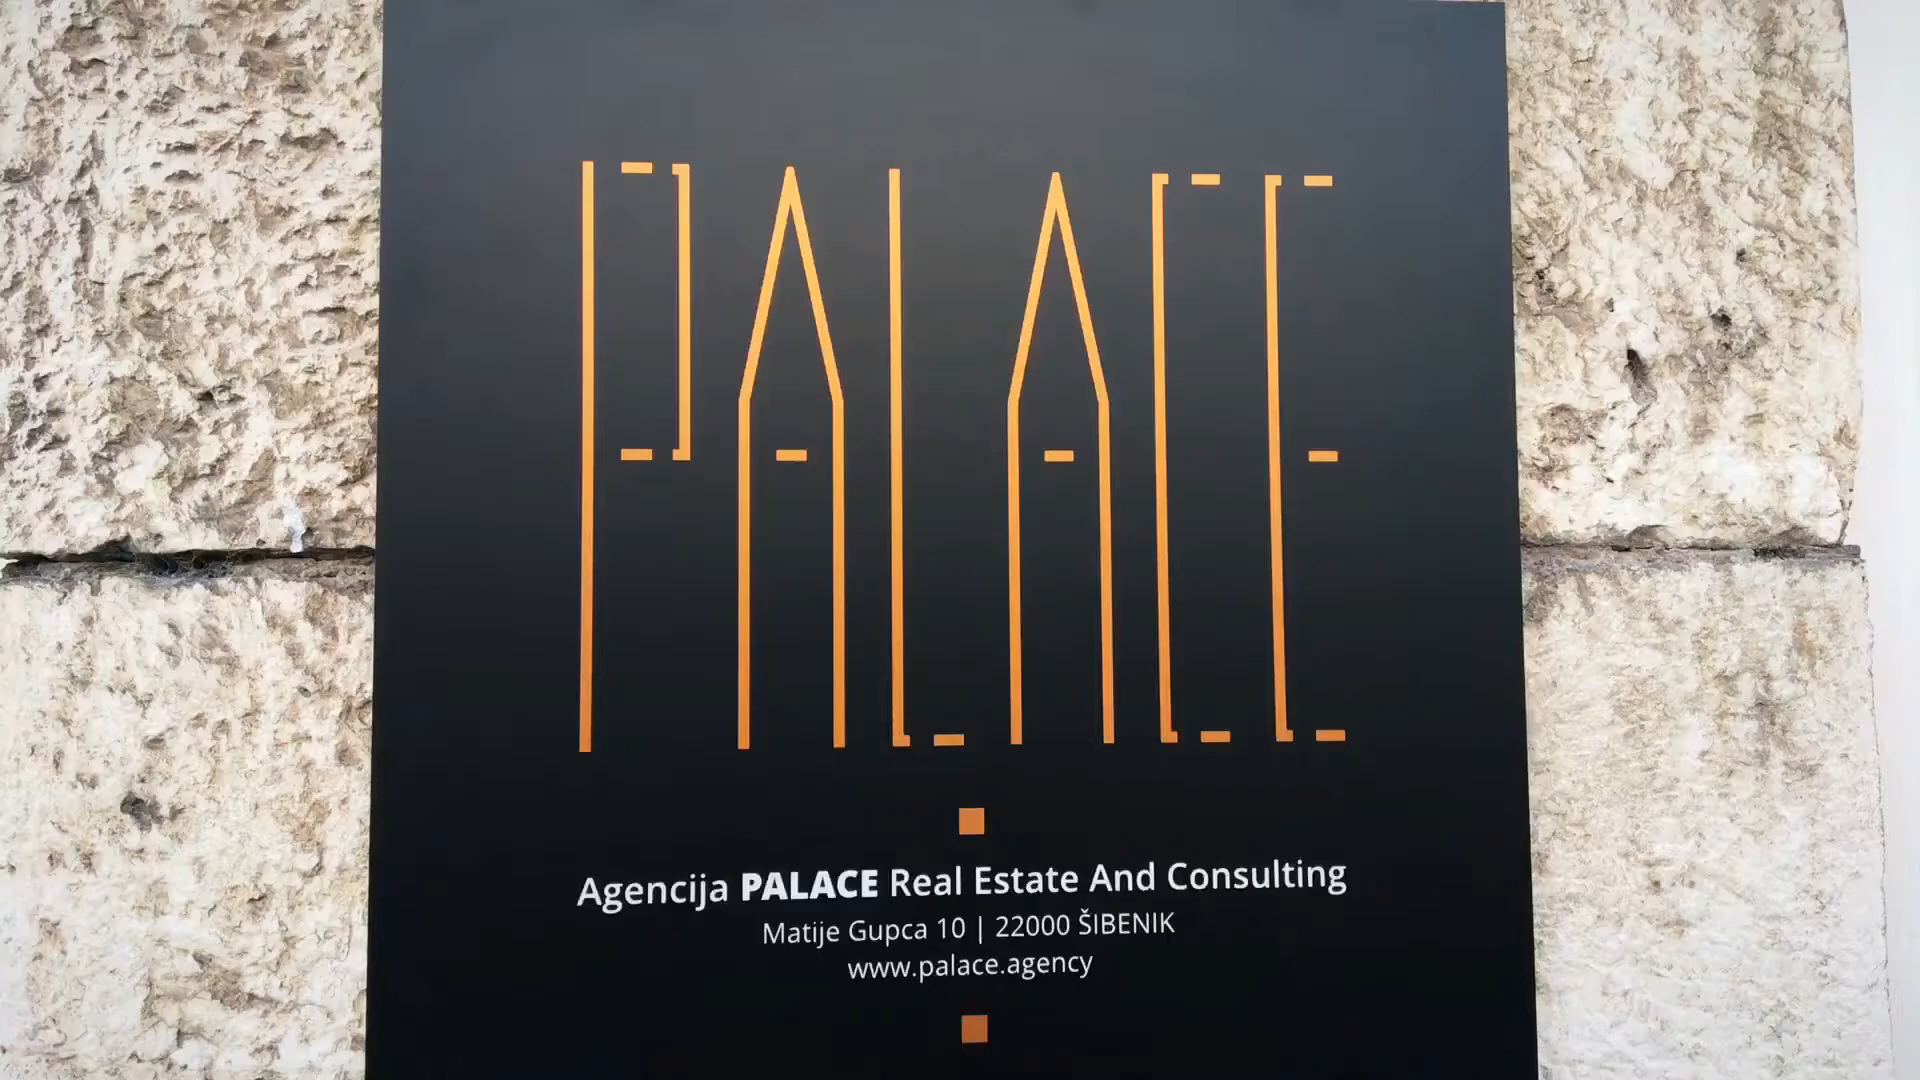 PALACE
Agencija PALACE Real Estate And Consulting
Matije Gupca 10 | 22000 ŠIBENIK
www.palace.agency